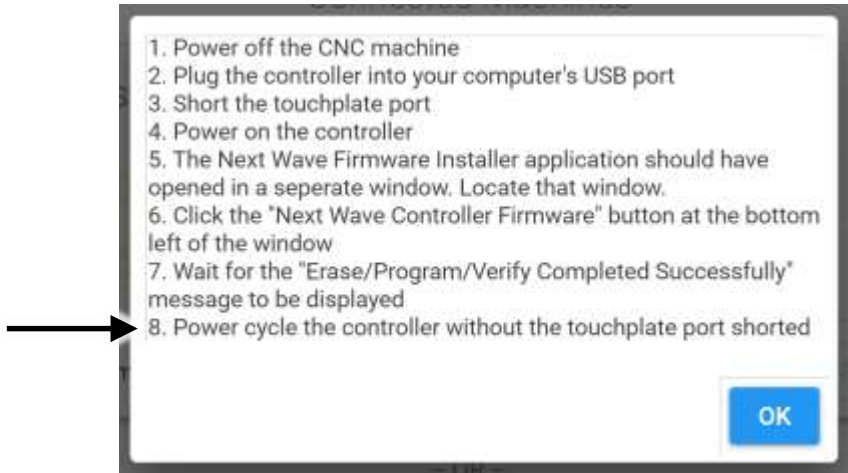 1. Power off the CNC machine
2. Plug the controller into your computer's USB port
3. Short the touchplate port
4. Power on the controller
5. The Next Wave Firmware Installer application should have
opened in a seperate window. Locate that window.
6. Click the "Next Wave Controller Firmware" button at the bottom
left of the window
7. Wait for the "Erase/Program/Verify Completed Successfully"
message to be displayed
8. Power cycle the controller without the touchplate port shorted
OK